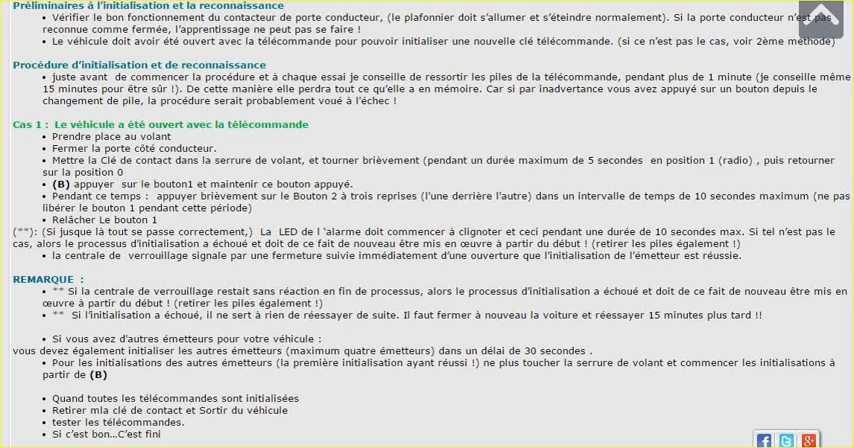 Préliminaires à l’initialisation et la reconnaissance
• Vérifier le bon fonctionnement du contacteur de porte conducteur, (le plafonnier doit s’allumer et s’éteindre normalement). Si la porte conducteur n’est pas
reconnue comme fermée, l’apprentissage ne peut pas se faire !
• Le véhicule doit avoir été ouvert avec la télécommande pour pouvoir initialiser une nouvelle clé télécommande. (si ce n’est pas le cas, voir 2ème méthode)
Procédure d’initialisation et de reconnaissance
• juste avant de commencer la procédure et à chaque essai je conseille de ressortir les piles de la télécommande, pendant plus de 1 minute (je conseille même
15 minutes pour être sûr !). De cette manière elle perdra tout ce qu’elle a en mémoire. Car si par inadvertance vous avez appuyé sur un bouton depuis le
changement de pile, la procédure serait probablement voué à l'échec !
Cas 1 : Le véhicule a été ouvert avec la télécommande
• Prendre place au volant
• Fermer la porte côté conducteur.
• Mettre la Clé de contact dans la serrure de volant, et tourner brièvement (pendant un durée maximum de 5 secondes en position 1 (radio) , puis retourner
sur la position 0
• (B) appuyer sur le bouton1 et maintenir ce bouton appuyé.
• Pendant ce temps : appuyer brièvement sur le Bouton 2 à trois reprises (l'une derrière l'autre) dans un intervalle de temps de 10 secondes maximum (ne pas
libérer le bouton 1 pendant cette période)
• Relâcher Le bouton 1
(**): (Si jusque là tout se passe correctement,) La LED de l ‘alarme doit commencer à clignoter et ceci pendant une durée de 10 secondes max. Si tel n’est pas le
cas, alors le processus d'initialisation a échoué et doit de ce fait de nouveau être mis en œuvre à partir du début ! (retirer les piles également !)
• la centrale de verrouillage signale par une fermeture suivie immédiatement d’une ouverture que l'initialisation de l'émetteur est réussie.
REMARQUE :
• ** Si la centrale de verrouillage restait sans réaction en fin de processus, alors le processus d'initialisation a échoué et doit de ce fait de nouveau être mis en
œuvre à partir du début ! (retirer les piles également !)
• ** Si l’initialisation a échoué, il ne sert à rien de réessayer de suite. Il faut fermer à nouveau la voiture et réessayer 15 minutes plus tard !!
• Si vous avez d'autres émetteurs pour votre véhicule :
vous devez également initialiser les autres émetteurs (maximum quatre émetteurs) dans un délai de 30 secondes .
• Pour les initialisations des autres émetteurs (la première initialisation ayant réussi !) ne plus toucher la serrure de volant et commencer les initialisations à
partir de (B)
• Quand toutes les télécommandes sont initialisées
• Retirer mla clé de contact et Sortir du véhicule
• tester les télécommandes.
• Si c’est bon…C’est fini